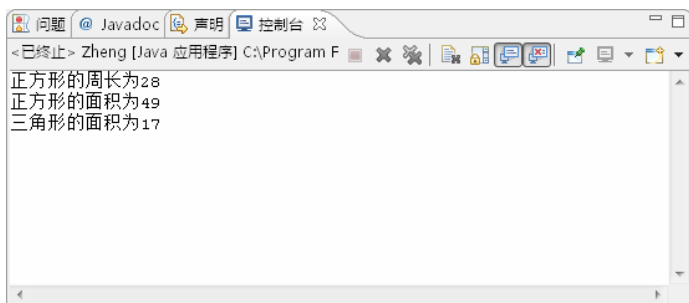 问题 @ Javadoc 声明 控制台
<已终止> Zheng [Java 应用程序] C:\Program F
正方形的周长为28
正方形的面积为49
三角形的面积为17